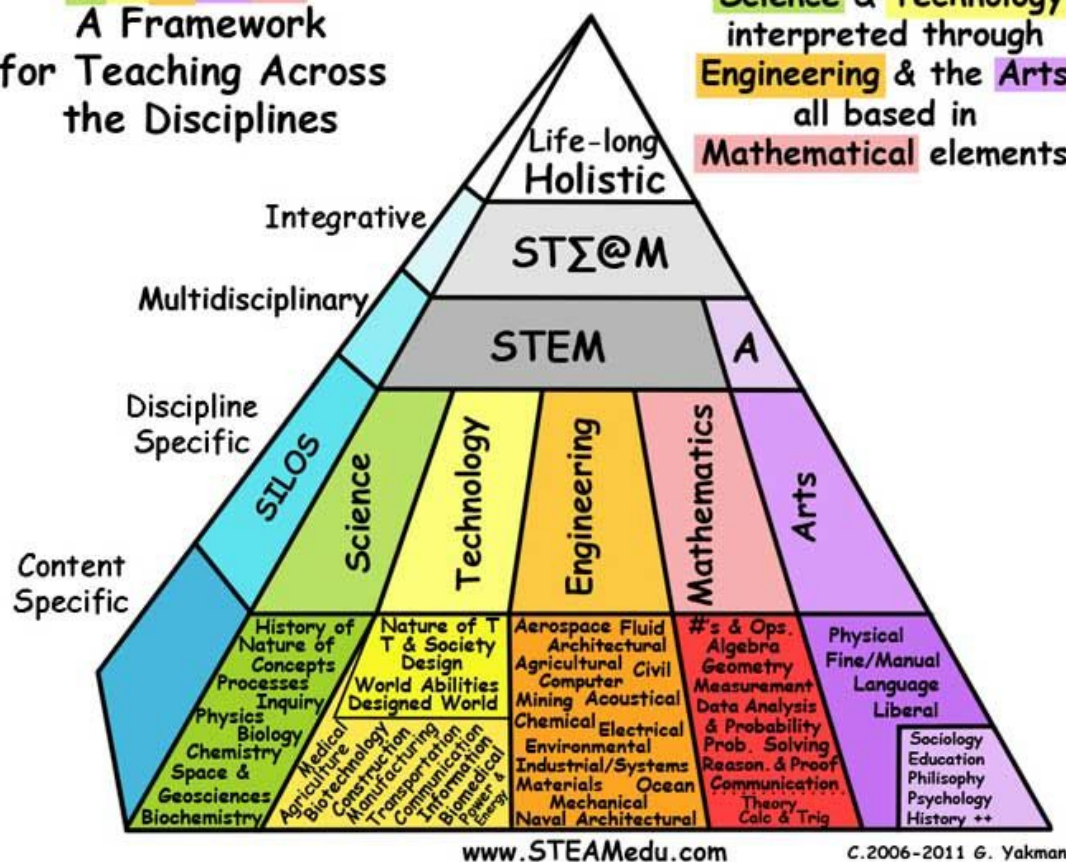 A Framework
for Teaching Across
the Disciplines
Science & Technology
interpreted through
Engineering & the Arts
all based in
Mathematical elements
Life-long
Holistic
Integrative
STΣ@M
Multidisciplinary
STEM
A
Discipline
Specific
SILOS
Science
Technology
Engineering
Mathematics
Arts
Content
Specific
History of
Nature of
Concepts
Processes
Inquiry
Physics
Biology
Chemistry
Space &
Geosciences
Biochemistry
Nature of T
T & Society
Design
World Abilities
Designed World
Medical
Agriculture
Biotechnology
Construction
Manufacturing
Transportation
Communication
Information
Biomedical
Power &
Energy
Aerospace Fluid
Architectural
Agricultural Civil
Computer
Mining Acoustical
Chemical Electrical
Environmental
Industrial/Systems
Materials Ocean
Mechanical
Naval Architectural
#'s & Ops.
Algebra
Geometry
Measurement
Data Analysis
& Probability
Prob. Solving
Reason. & Proof
Communication
Theory
Calc & Trig
Physical
Fine/Manual
Language
Liberal
Sociology
Education
Philisophy
Psychology
History ++
www.STEAMedu.com
C.2006-2011 G. Yakman